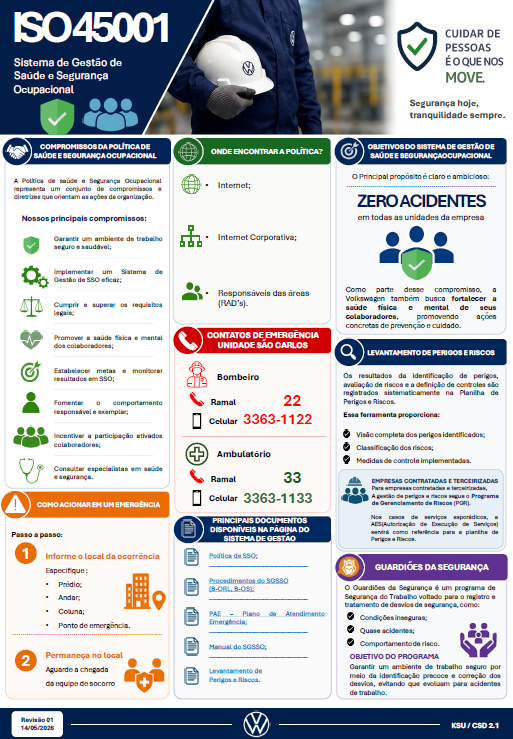 ISO 45001
Sistema de Gestão de
Saúde e Segurança
Ocupacional
CUIDAR DE
PESSOAS
É O QUE NOS
MOVE.
Segurança hoje,
tranquilidade sempre.
COMPROMISSOS DA POLÍTICA DE
SAÚDE E SEGURANÇA OCUPACIONAL
A Política de saúde e Segurança Ocupacional
representa um conjunto de compromissos e
diretrizes que orientam as ações da organização.
Nossos principais compromissos:
Garantir um ambiente de trabalho
seguro e saudável;
Implementar um Sistema de
Gestão de SSO eficaz;
Cumprir e superar os requisitos
legais;
Promover a saúde física e mental
dos colaboradores;
Estabelecer metas e monitorar
resultados em SSO;
Fomentar o comportamento
responsável e exemplar;
Incentivar a participação ativados
colaboradores;
Consultar especialistas em saúde
e segurança.
COMO ACIONAR EM UM EMERGÊNCIA
Passo a passo:
1
Informe o local da ocorrência
Especifique :
• Prédio;
• Andar;
• Coluna;
• Ponto de emergência.
2
Permaneça no local
Aguarde a chegada
da equipe de socorro
ONDE ENCONTRAR A POLÍTICA?
• Internet;
• Internet Corporativa;
• Responsáveis das áreas
(RAD's).
CONTATOS DE EMERGÊNCIA
UNIDADE SÃO CARLOS
Bombeiro
Ramal 22
Celular 3363-1122
Ambulatório
Ramal 33
Celular 3363-1133
PRINCIPAIS DOCUMENTOS
DISPONÍVEIS NA PÁGINA DO
SISTEMA DE GESTÃO
Política de SSO;
Procedimentos do SGSSO
(B-ORL, B-OS);
PAE – Plano de Atendimento
Emergência;
Manual do SGSSO;
Levantamento de
Perigos e Riscos.
OBJETIVOS DO SISTEMA DE GESTÃO DE
SAÚDE E SEGURANÇAOCUPACIONAL
O Principal propósito é claro e ambicioso:
ZERO ACIDENTES
em todas as unidades da empresa
Como parte desse compromisso, a
Volkswagen também busca fortalecer a
saúde física e mental de seus
colaboradores, promovendo ações
concretas de prevenção e cuidado.
LEVANTAMENTO DE PERIGOS E RISCOS
Os resultados da identificação de perigos,
avaliação de riscos e a definição de controles são
registrados sistematicamente na Planilha de
Perigos e Riscos.
Essa ferramenta proporciona:
Visão completa dos perigos identificados;
Classificação dos riscos;
Medidas de controle implementadas.
EMPRESAS CONTRATADAS E TERCEIRIZADAS
Para empresas contratadas e terceirizadas,
A gestão de perigos e riscos segue o Programa
de Gerenciamento de Riscos (PGR).
Nos casos de serviços esporádicos, a
AES(Autorização de Execução de Serviços)
servirá como referência para a planilha de
Perigos e Riscos.
GUARDIÕES DA SEGURANÇA
O Guardiões da Segurança é um programa de
Segurança do Trabalho voltado para o registro e
tratamento de desvios de segurança, como:
Condições inseguras;
Quase acidentes;
Comportamento de risco.
OBJETIVO DO PROGRAMA
Garantir um ambiente de trabalho seguro por
meio da identificação precoce e correção dos
desvios, evitando que evoluam para acidentes
de trabalho.
Revisão 01
14/05/2026
KSU / CSD 2.1